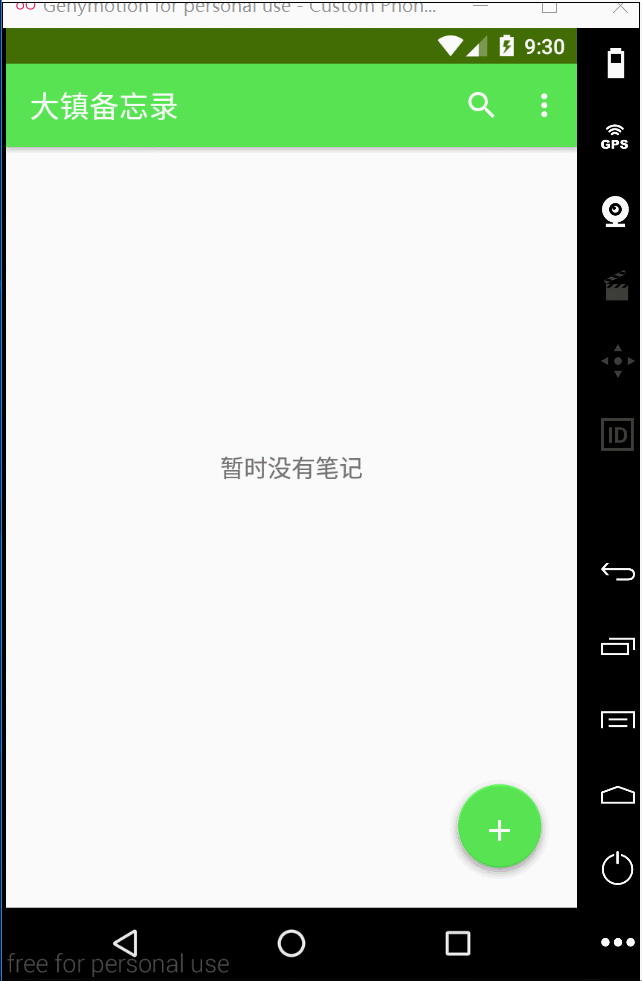 Genymotion for personal use - Custom Phon...
9:30
大镇备忘录
GPS
ID
暂时没有笔记
free for personal use